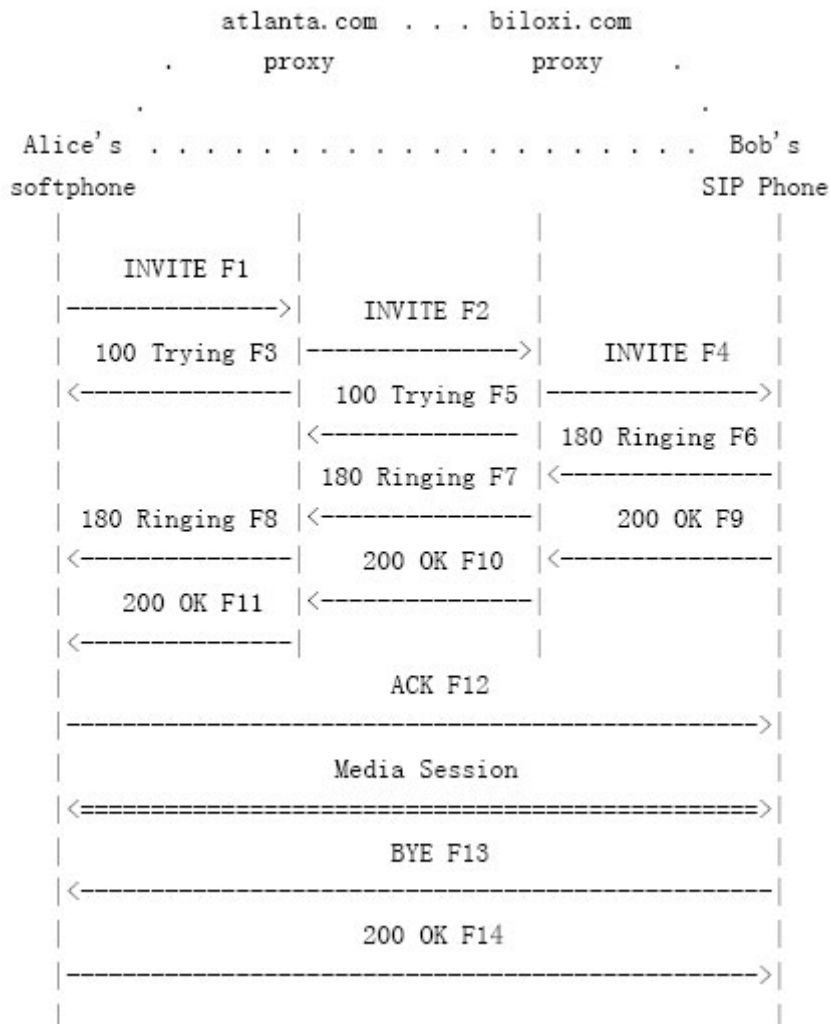 atlanta.com . . . biloxi.com
. proxy proxy .
. .
Alice's . . . . . . . . . . . . . . . . . . . . Bob's
softphone SIP Phone
| | | |
| INVITE F1 | | |
|--------------->| INVITE F2 | |
| 100 Trying F3 |--------------->| INVITE F4 |
|<---------------| 100 Trying F5 |--------------->|
| |<-------------- | 180 Ringing F6 |
| | 180 Ringing F7 |<---------------|
| 180 Ringing F8 |<---------------| 200 OK F9 |
|<---------------| 200 OK F10 |<---------------|
| 200 OK F11 |<---------------| |
|<---------------| | |
| ACK F12 |
|------------------------------------------------->|
| Media Session |
|<================================================>|
| BYE F13 |
|<-------------------------------------------------|
| 200 OK F14 |
|------------------------------------------------->|
| |